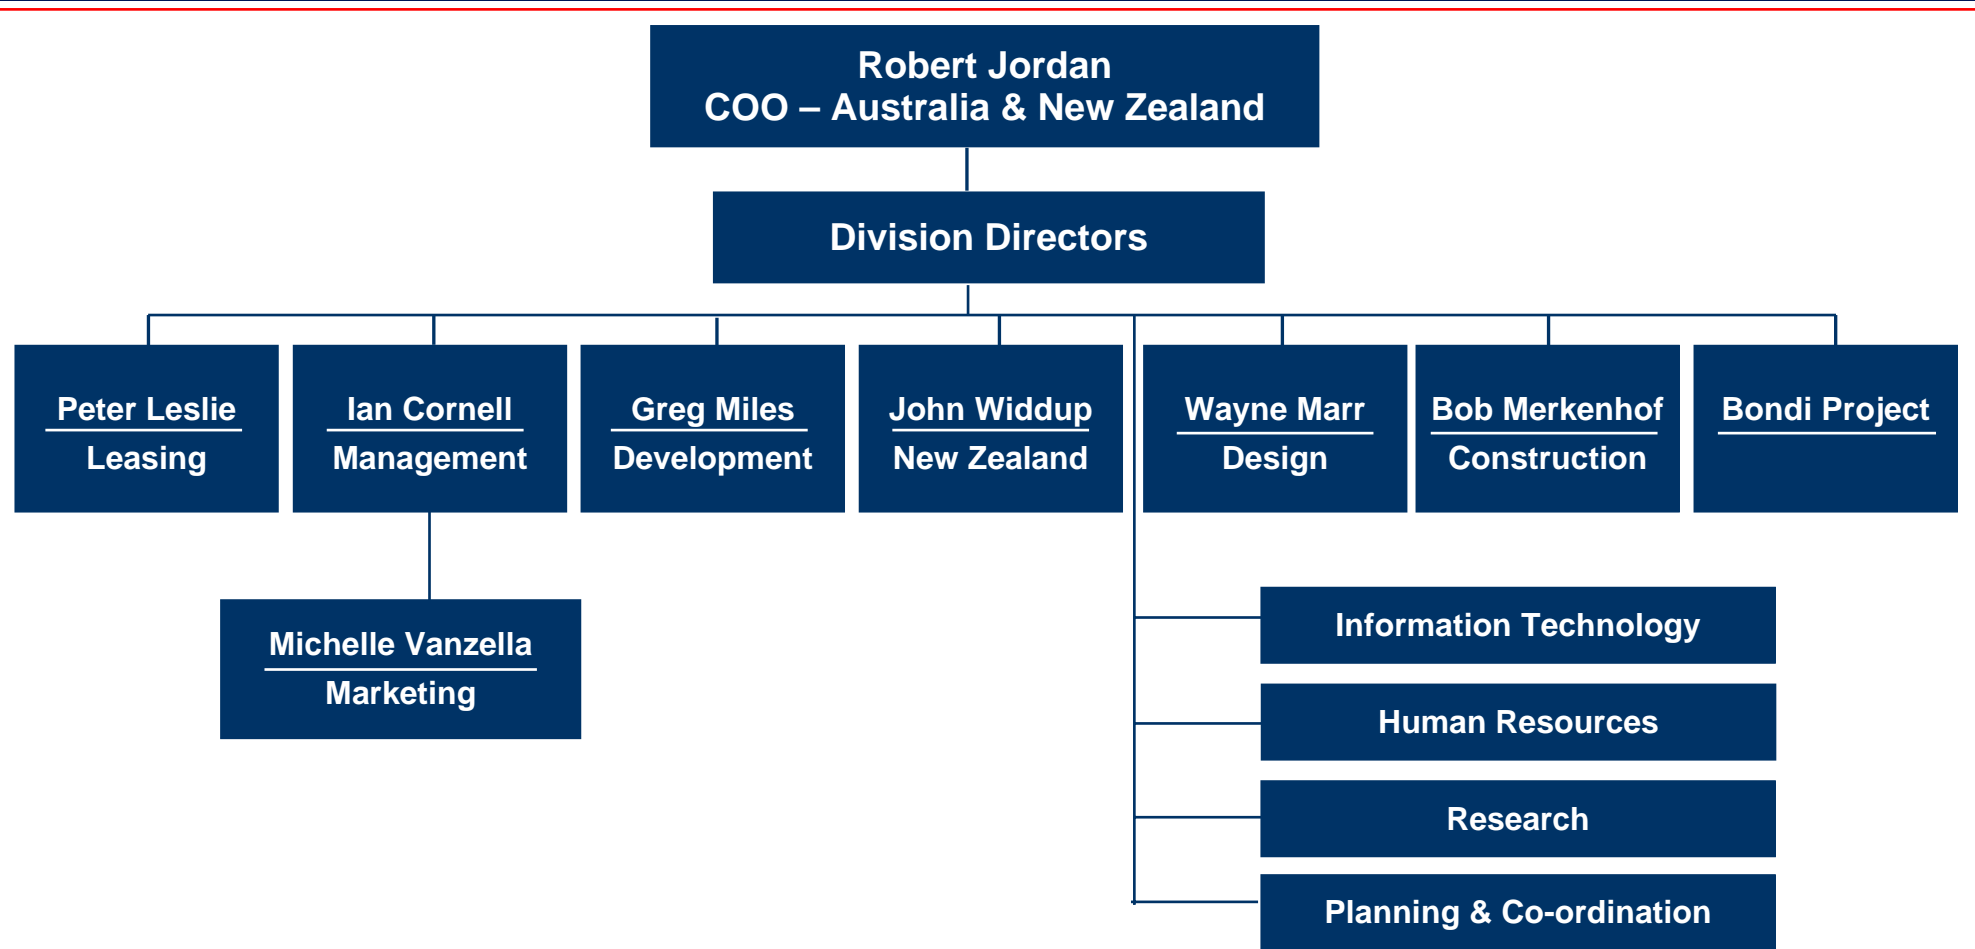 Robert Jordan
COO – Australia & New Zealand
Division Directors
Peter Leslie
Leasing
Ian Cornell
Management
Greg Miles
Development
John Widdup
New Zealand
Wayne Marr
Design
Bob Merkenhof
Construction
Bondi Project
Michelle Vanzella
Marketing
Information Technology
Human Resources
Research
Planning & Co-ordination